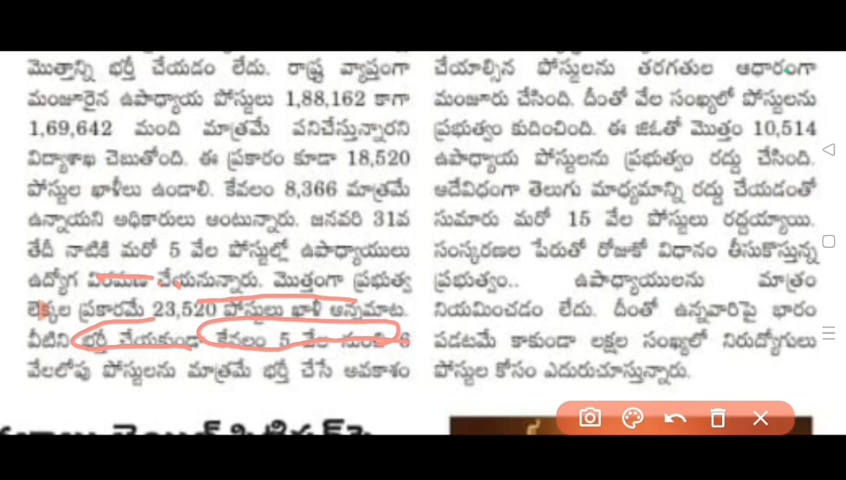 మొత్తాన్ని భర్తీ చేయడం లేదు. రాష్ట్ర వ్యాప్తంగా
మంజూరైన ఉపాధ్యాయ పోస్టులు 1,88,162 కాగా
1,69,642 మంది మాత్రమే పనిచేస్తున్నారని
విద్యాశాఖ చెబుతోంది. ఈ ప్రకారం కూడా 18,520
పోస్టుల ఖాళీలు ఉండాలి. కేవలం 8,366 మాత్రమే
ఉన్నాయని అధికారులు అంటున్నారు. జనవరి 31వ
తేదీ నాటికి మరో 5 వేల పోస్టుల్లో ఉపాధ్యాయులు
ఉద్యోగ విరమణ చేయనున్నారు. మొత్తంగా ప్రభుత్వ
లెక్కల ప్రకారమే 23,520 పోస్టులు ఖాళీ అన్నమాట.
వీటిని భర్తీ చేయకుండా కేవలం 5 వేల నుంచి 6
వేలలోపు పోస్టులను మాత్రమే భర్తీ చేసే అవకాశం
చేయాల్సిన పోస్టులను తరగతుల ఆధారంగా
మంజూరు చేసింది. దీంతో వేల సంఖ్యలో పోస్టులను
ప్రభుత్వం కుదించింది. ఈ జిఓతో మొత్తం 10,514
ఉపాధ్యాయ పోస్టులను ప్రభుత్వం రద్దు చేసింది.
అదేవిధంగా తెలుగు మాధ్యమాన్ని రద్దు చేయడంతో
సుమారు మరో 15 వేల పోస్టులు రద్దయ్యాయి.
సంస్కరణల పేరుతో రోజుకో విధానం తీసుకొస్తున్న
ప్రభుత్వం.. ఉపాధ్యాయులను మాత్రం
నియమించడం లేదు. దీంతో ఉన్నవారిపై భారం
పడటమే కాకుండా లక్షల సంఖ్యలో నిరుద్యోగులు
పోస్టుల కోసం ఎదురుచూస్తున్నారు.